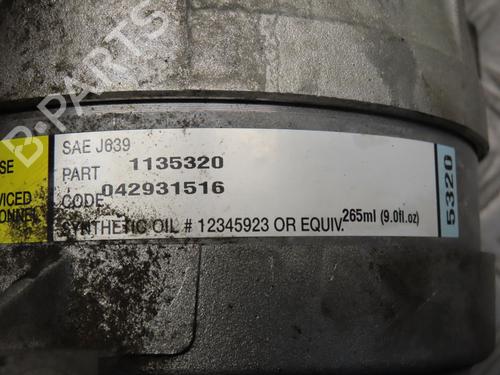 B-PARTS
SAE J639
PART 1135320
CODE 042931516
SYNTHETIC OIL # 12345923 OR EQUIV. 265ml (9.0fl.oz)
5320
SE
VICED
ONNEL